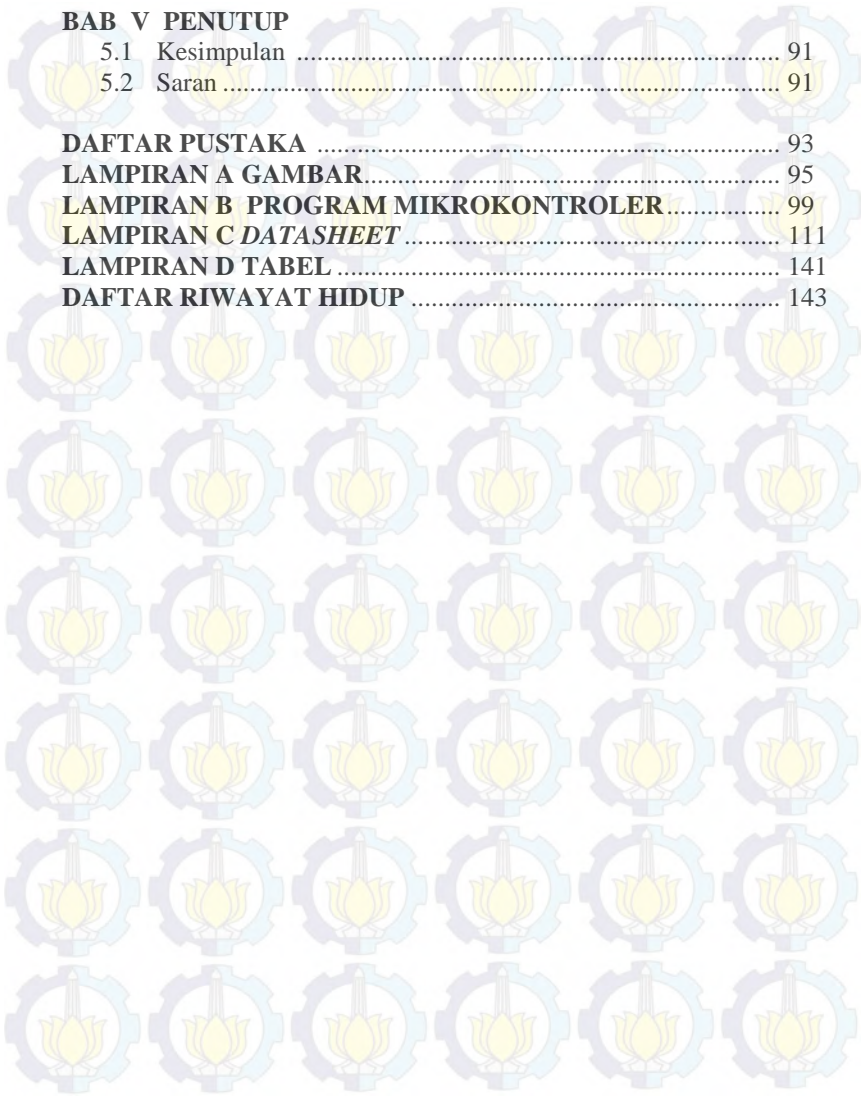 BAB V PENUTUP
5.1 Kesimpulan ........................................................................ 91
5.2 Saran ................................................................................... 91
DAFTAR PUSTAKA ..................................................................... 93
LAMPIRAN A GAMBAR.............................................................. 95
LAMPIRAN B PROGRAM MIKROKONTROLER................. 99
LAMPIRAN C DATASHEET ........................................................ 111
LAMPIRAN D TABEL .................................................................. 141
DAFTAR RIWAYAT HIDUP ....................................................... 143